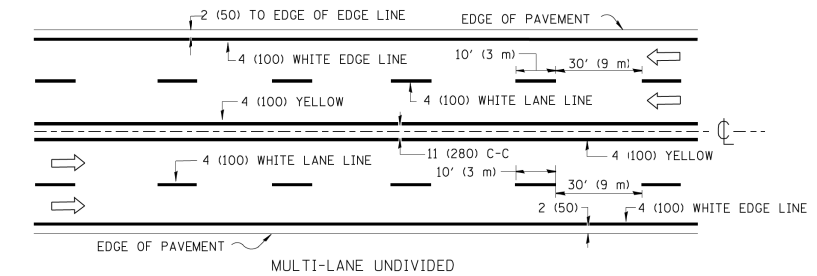 2 (50) TO EDGE OF EDGE LINE
EDGE OF PAVEMENT
4 (100) WHITE EDGE LINE
10' (3 m)
30' (9 m)
4 (100) YELLOW
4 (100) WHITE LANE LINE
CL
11 (280) C-C
4 (100) YELLOW
4 (100) WHITE LANE LINE
10' (3 m)
30' (9 m)
2 (50)
4 (100) WHITE EDGE LINE
EDGE OF PAVEMENT
MULTI-LANE UNDIVIDED